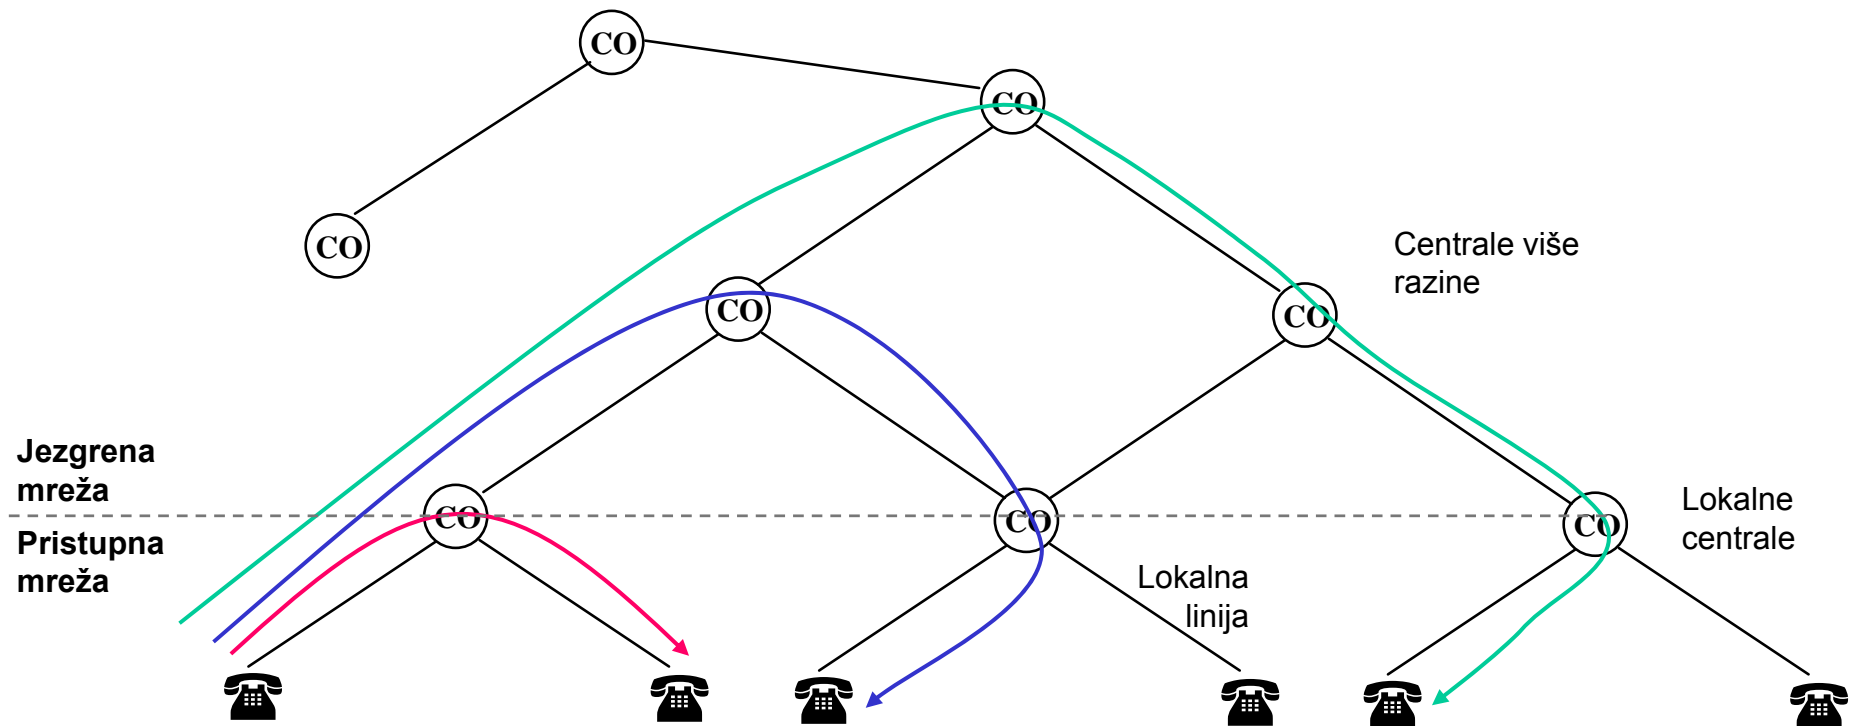 CO
CO
CO
Centrale više
razine
CO
CO
Jezgrena
mreža
Lokalne
centrale
CO
CO
CO
Pristupna
mreža
Lokalna
linija